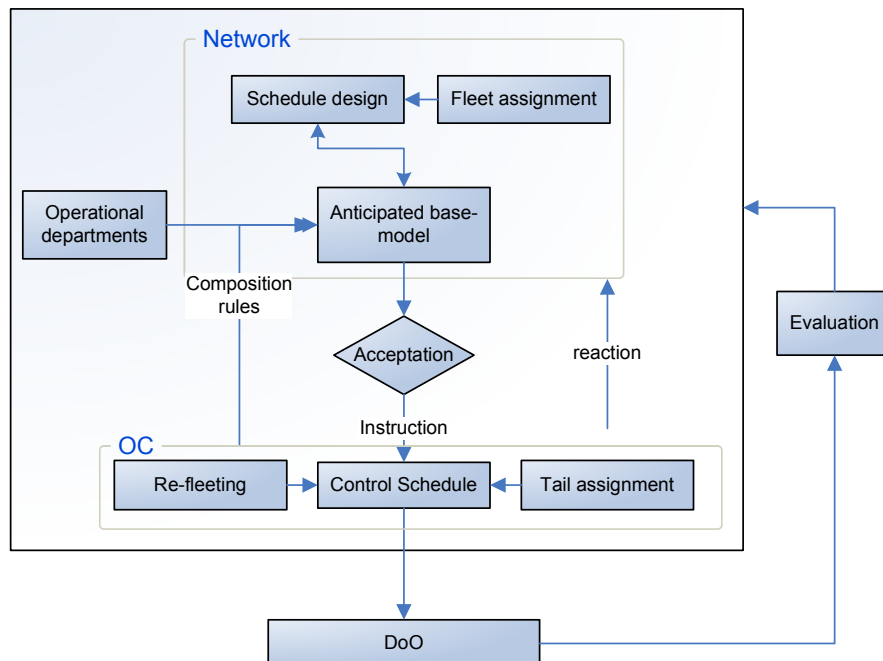 Network
Schedule design
Fleet assignment
Operational
departments
Anticipated base-
model
Composition
rules
Evaluation
Acceptation
reaction
Instruction
OC
Re-fleeting
Control Schedule
Tail assignment
DoO